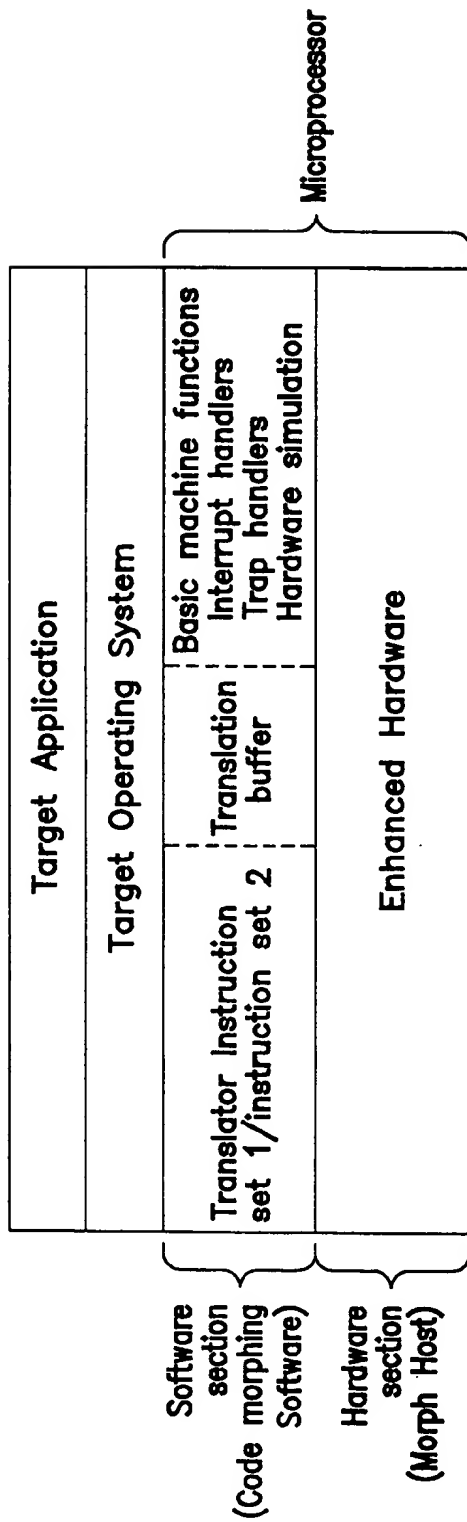 Target Application
Target Operating System
Software
section
(Code morphing
Software)
Translator Instruction
set 1/instruction set 2
Translation
buffer
Basic machine functions
Interrupt handlers
Trap handlers
Hardware simulation
Microprocessor
Hardware
section
(Morph Host)
Enhanced Hardware